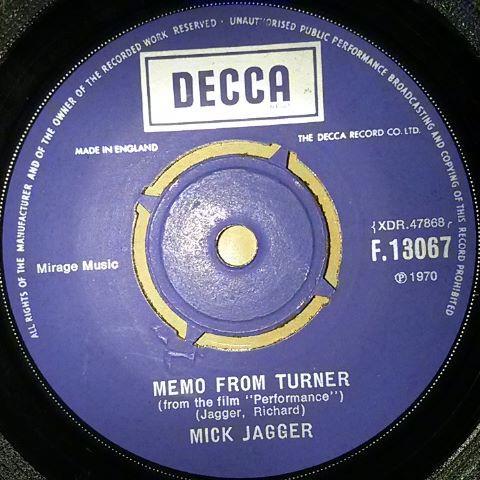 ALL RIGHTS OF THE MANUFACTURER AND OF THE OWNER OF THE RECORDED WORK RESERVED · UNAUTHORISED PUBLIC PERFORMANCE BROADCASTING AND COPYING OF THIS RECORD PROHIBITED
DECCA
MADE IN ENGLAND
THE DECCA RECORD CO. LTD.
{XDR.47868}
F.13067
Mirage Music
℗ 1970
MEMO FROM TURNER
(from the film "Performance")
(Jagger, Richard)
MICK JAGGER